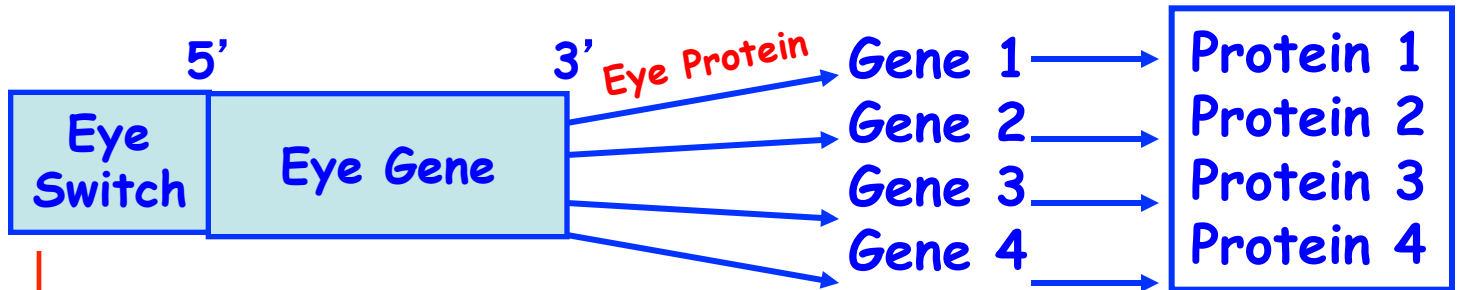 5’
3’
Eye Protein
Eye
Switch
Eye Gene
Gene 1
Gene 2
Gene 3
Gene 4
Protein 1
Protein 2
Protein 3
Protein 4